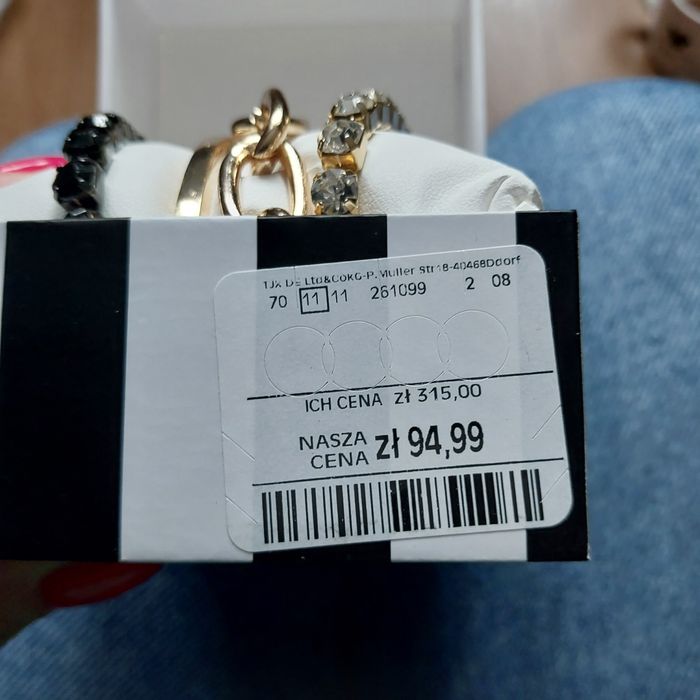 TJX DE Ltd&CoKG-P.Muller Str18-40468Ddorf
70 11 11 261099 2 08
ICH CENA zł 315,00
NASZA CENA zł 94,99